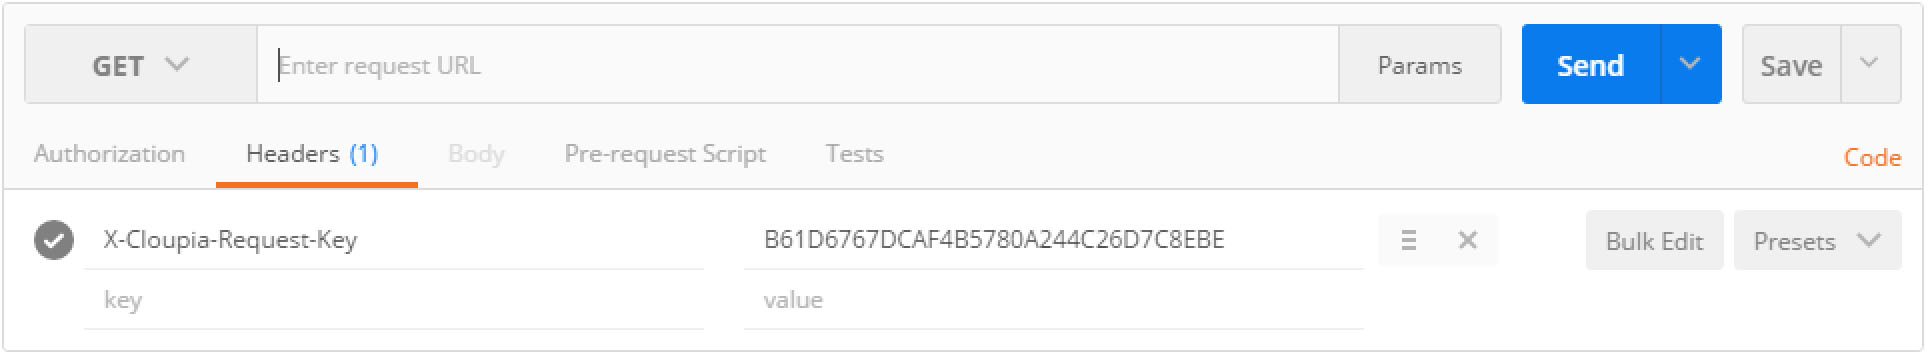 GET Enter request URL Params Send Save
Authorization Headers (1) Body Pre-request Script Tests Code
X-Cloupia-Request-Key B61D6767DCAF4B5780A244C26D7C8EBE Bulk Edit Presets
key value